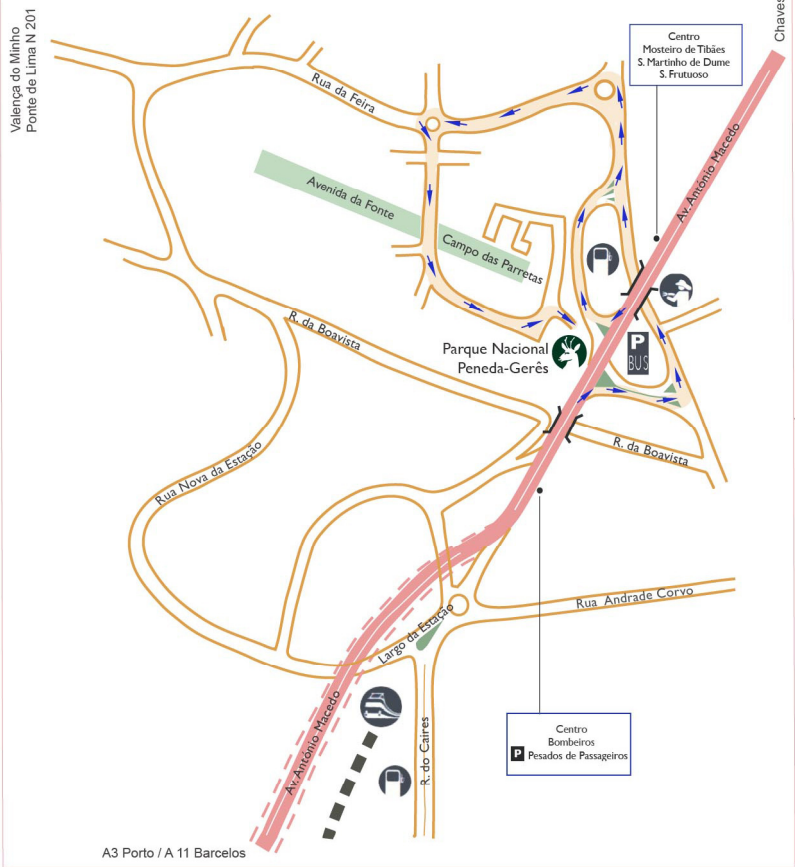 Valença do Minho
Ponte de Lima N 201
Chaves
Centro
Mosteiro de Tibães
S. Martinho de Dume
S. Frutuoso
Rua da Feira
Av. António Macedo
Avenida da Fonte
Campo das Parretas
R. da Boavista
Parque Nacional
Peneda-Gerês
P
BUS
R. da Boavista
Rua Nova da Estação
Rua Andrade Corvo
Largo da Estação
Av. António Macedo
R. do Caires
Centro
Bombeiros
P Pesados de Passageiros
A3 Porto / A 11 Barcelos